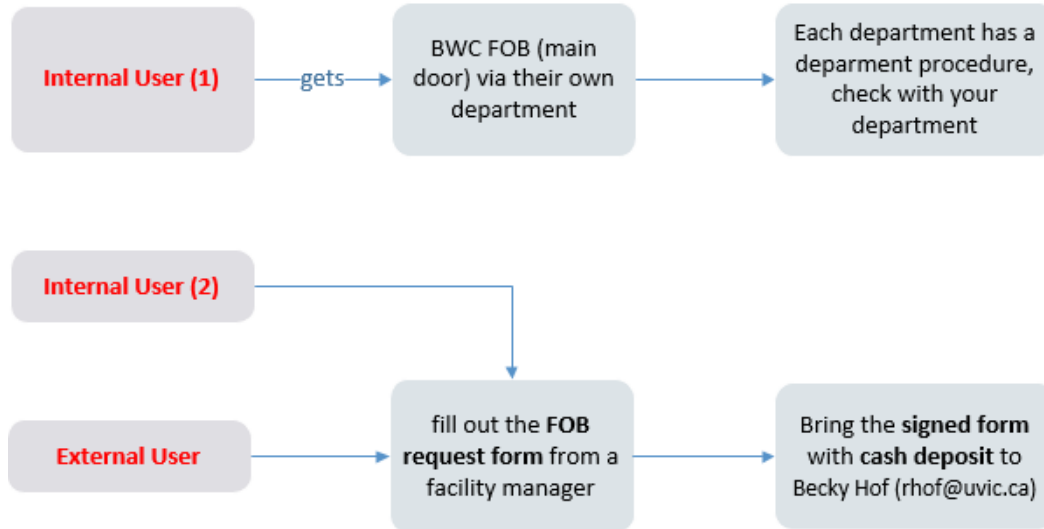 Internal User (1)
gets
BWC FOB (main
door) via their own
department
Each department has a
deparment procedure,
check with your
department
Internal User (2)
External User
fill out the FOB
request form from a
facility manager
Bring the signed form
with cash deposit to
Becky Hof (rhof@uvic.ca)